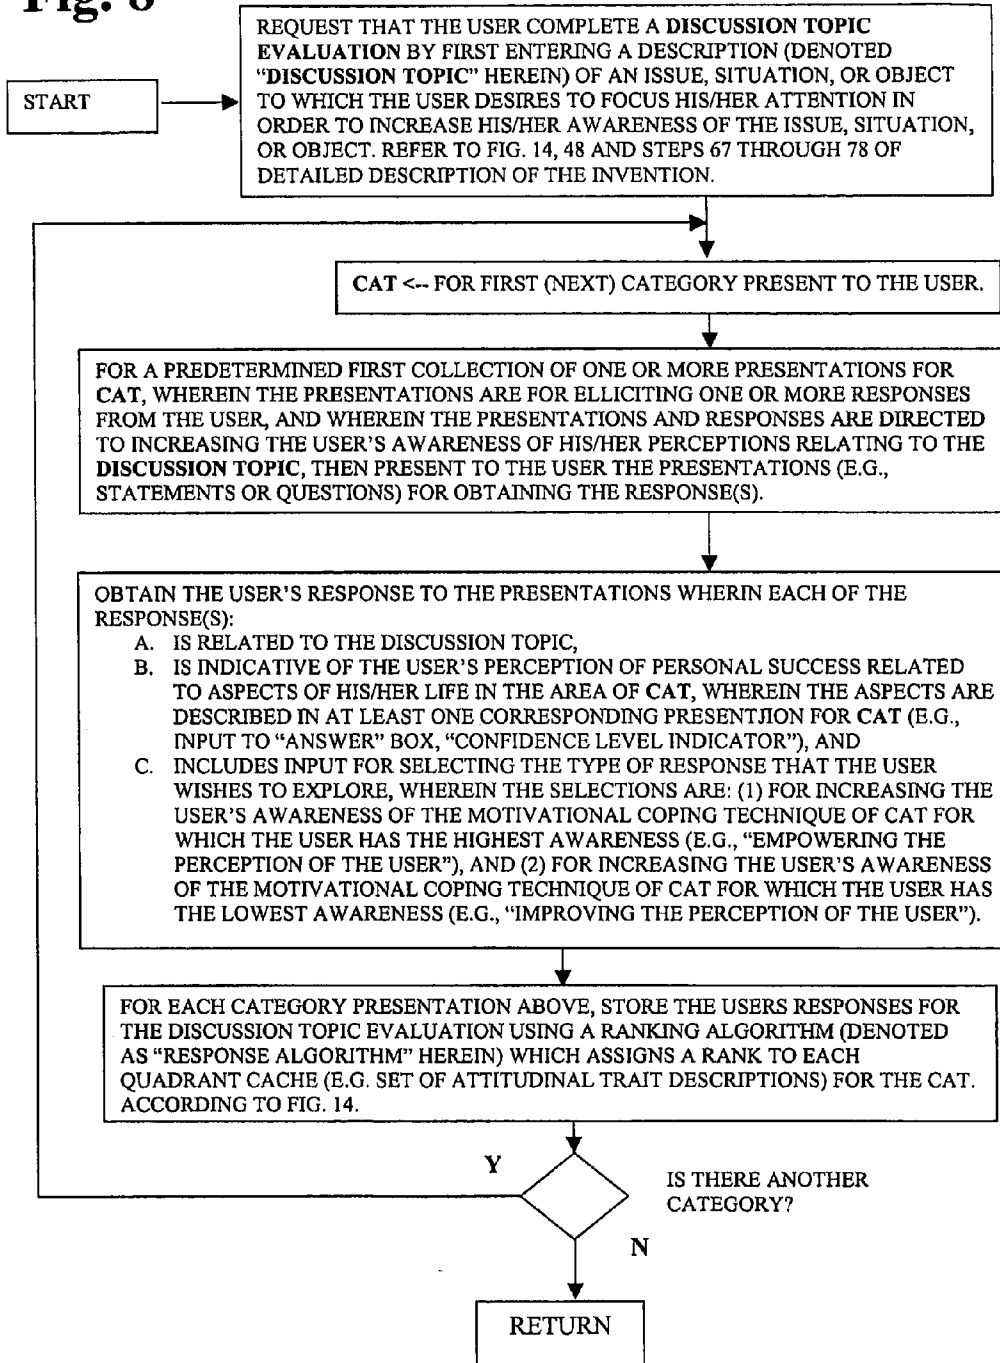 Fig. 8
REQUEST THAT THE USER COMPLETE A DISCUSSION TOPIC
EVALUATION BY FIRST ENTERING A DESCRIPTION (DENOTED
"DISCUSSION TOPIC" HEREIN) OF AN ISSUE, SITUATION, OR OBJECT
TO WHICH THE USER DESIRES TO FOCUS HIS/HER ATTENTION IN
ORDER TO INCREASE HIS/HER AWARENESS OF THE ISSUE, SITUATION,
OR OBJECT. REFER TO FIG. 14, 48 AND STEPS 67 THROUGH 78 OF
DETAILED DESCRIPTION OF THE INVENTION.
START
CAT <-- FOR FIRST (NEXT) CATEGORY PRESENT TO THE USER.
FOR A PREDETERMINED FIRST COLLECTION OF ONE OR MORE PRESENTATIONS FOR
CAT, WHEREIN THE PRESENTATIONS ARE FOR ELLICITING ONE OR MORE RESPONSES
FROM THE USER, AND WHEREIN THE PRESENTATIONS AND RESPONSES ARE DIRECTED
TO INCREASING THE USER'S AWARENESS OF HIS/HER PERCEPTIONS RELATING TO THE
DISCUSSION TOPIC, THEN PRESENT TO THE USER THE PRESENTATIONS (E.G.,
STATEMENTS OR QUESTIONS) FOR OBTAINING THE RESPONSE(S).
OBTAIN THE USER'S RESPONSE TO THE PRESENTATIONS WHERIN EACH OF THE
RESPONSE(S):
A. IS RELATED TO THE DISCUSSION TOPIC,
B. IS INDICATIVE OF THE USER'S PERCEPTION OF PERSONAL SUCCESS RELATED
TO ASPECTS OF HIS/HER LIFE IN THE AREA OF CAT, WHEREIN THE ASPECTS ARE
DESCRIBED IN AT LEAST ONE CORRESPONDING PRESENTJION FOR CAT (E.G.,
INPUT TO "ANSWER" BOX, "CONFIDENCE LEVEL INDICATOR"), AND
C. INCLUDES INPUT FOR SELECTING THE TYPE OF RESPONSE THAT THE USER
WISHES TO EXPLORE, WHEREIN THE SELECTIONS ARE: (1) FOR INCREASING THE
USER'S AWARENESS OF THE MOTIVATIONAL COPING TECHNIQUE OF CAT FOR
WHICH THE USER HAS THE HIGHEST AWARENESS (E.G., "EMPOWERING THE
PERCEPTION OF THE USER"), AND (2) FOR INCREASING THE USER'S AWARENESS
OF THE MOTIVATIONAL COPING TECHNIQUE OF CAT FOR WHICH THE USER HAS
THE LOWEST AWARENESS (E.G., "IMPROVING THE PERCEPTION OF THE USER").
FOR EACH CATEGORY PRESENTATION ABOVE, STORE THE USERS RESPONSES FOR
THE DISCUSSION TOPIC EVALUATION USING A RANKING ALGORITHM (DENOTED
AS "RESPONSE ALGORITHM" HEREIN) WHICH ASSIGNS A RANK TO EACH
QUADRANT CACHE (E.G. SET OF ATTITUDINAL TRAIT DESCRIPTIONS) FOR THE CAT.
ACCORDING TO FIG. 14.
Y
IS THERE ANOTHER
CATEGORY?
N
RETURN